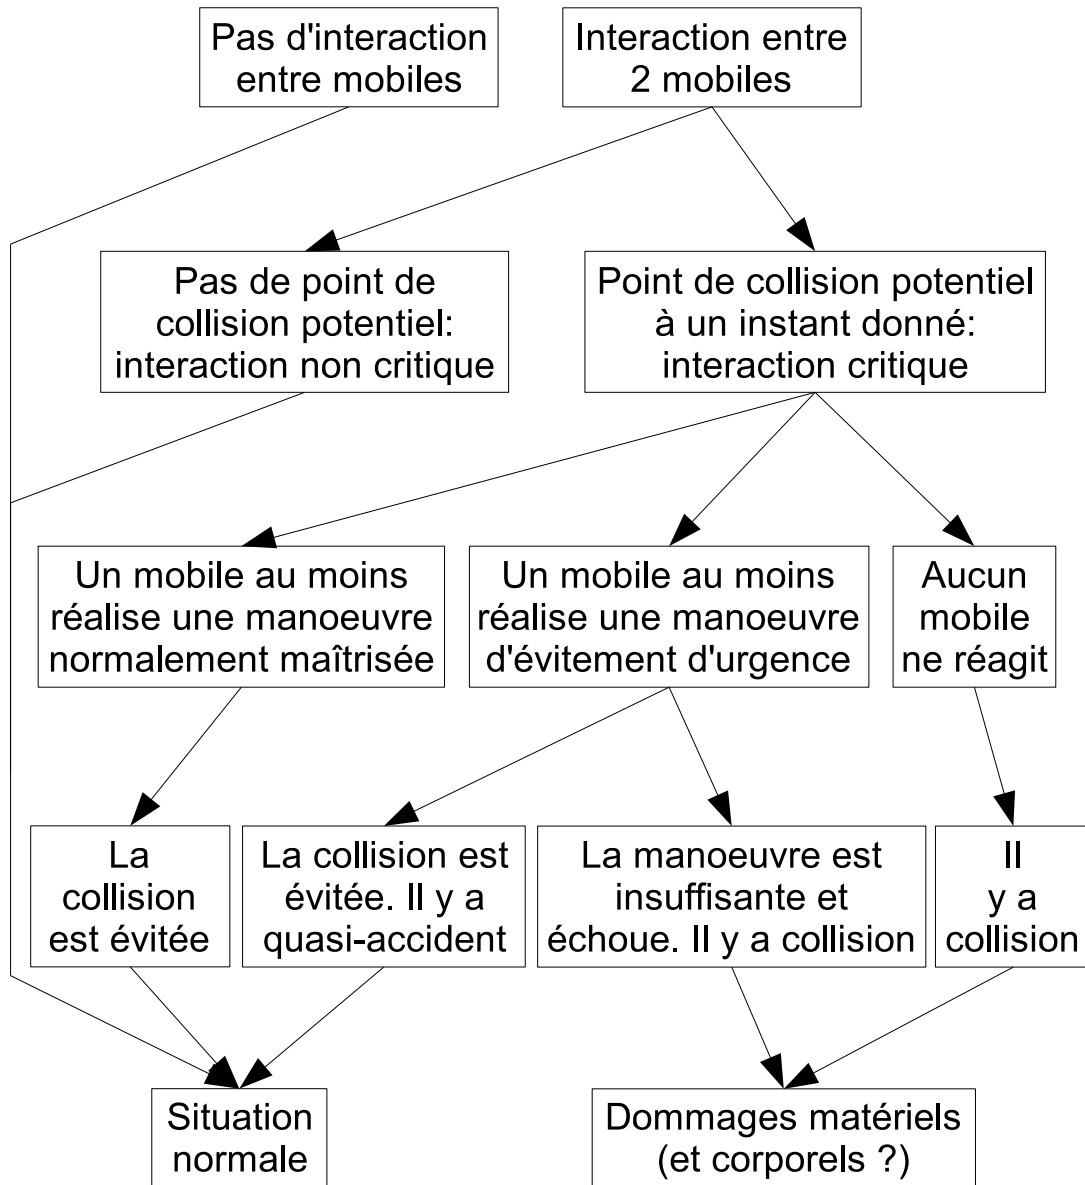 Pas d'interaction
entre mobiles
Interaction entre
2 mobiles
Pas de point de
collision potentiel:
interaction non critique
Point de collision potentiel
à un instant donné:
interaction critique
Un mobile au moins
réalise une manoeuvre
normalement maîtrisée
Un mobile au moins
réalise une manoeuvre
d'évitement d'urgence
Aucun
mobile
ne réagit
La
collision
est évitée
La collision est
évitée. Il y a
quasi-accident
La manoeuvre est
insuffisante et
échoue. Il y a collision
Il
y a
collision
Situation
normale
Dommages matériels
(et corporels ?)